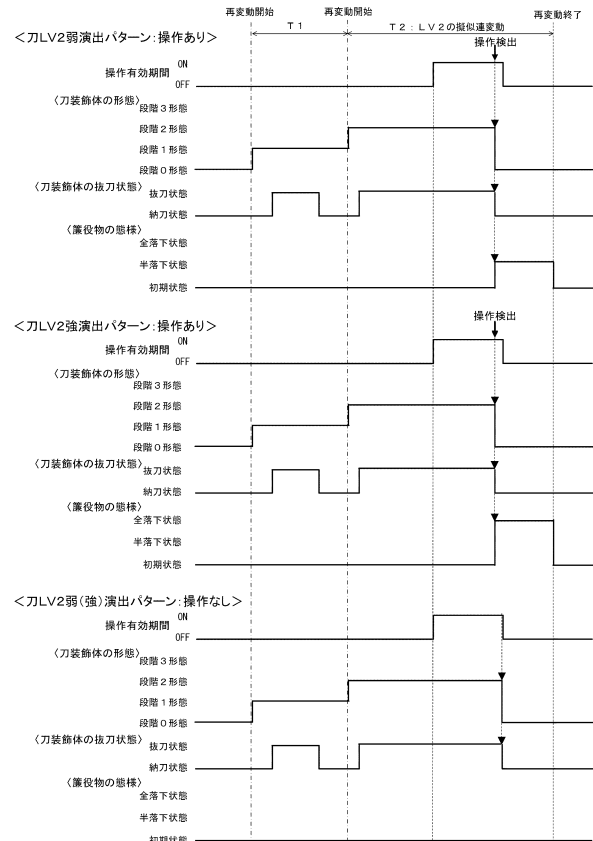 再変動開始 再変動開始 再変動終了
T1 T2:LV2の擬似連変動
＜刀LV2弱演出パターン:操作あり＞
操作検出
操作有効期間 ON
OFF
〈刀装飾体の形態〉
段階3形態
段階2形態
段階1形態
段階0形態
〈刀装飾体の抜刀状態〉
抜刀状態
納刀状態
〈簾役物の態様〉
全落下状態
半落下状態
初期状態
＜刀LV2強演出パターン:操作あり＞
操作検出
操作有効期間 ON
OFF
〈刀装飾体の形態〉
段階3形態
段階2形態
段階1形態
段階0形態
〈刀装飾体の抜刀状態〉
抜刀状態
納刀状態
〈簾役物の態様〉
全落下状態
半落下状態
初期状態
＜刀LV2弱(強)演出パターン:操作なし＞
操作有効期間 ON
OFF
〈刀装飾体の形態〉
段階3形態
段階2形態
段階1形態
段階0形態
〈刀装飾体の抜刀状態〉
抜刀状態
納刀状態
〈簾役物の態様〉
全落下状態
半落下状態
初期状態